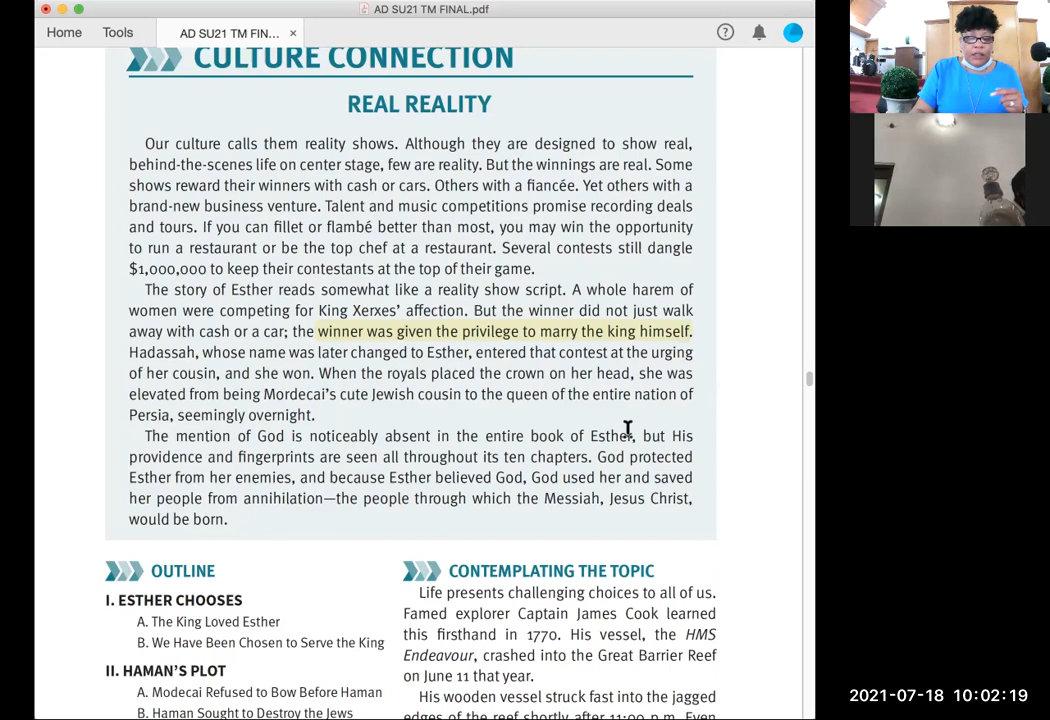 AD SU21 TM FINAL.pdf
Home Tools AD SU21 TM FIN... ×
CULTURE CONNECTION
REAL REALITY
Our culture calls them reality shows. Although they are designed to show real,
behind-the-scenes life on center stage, few are reality. But the winnings are real. Some
shows reward their winners with cash or cars. Others with a fiancée. Yet others with a
brand-new business venture. Talent and music competitions promise recording deals
and tours. If you can fillet or flambé better than most, you may win the opportunity
to run a restaurant or be the top chef at a restaurant. Several contests still dangle
$1,000,000 to keep their contestants at the top of their game.
The story of Esther reads somewhat like a reality show script. A whole harem of
women were competing for King Xerxes’ affection. But the winner did not just walk
away with cash or a car; the winner was given the privilege to marry the king himself.
Hadassah, whose name was later changed to Esther, entered that contest at the urging
of her cousin, and she won. When the royals placed the crown on her head, she was
elevated from being Mordecai’s cute Jewish cousin to the queen of the entire nation of
Persia, seemingly overnight.
The mention of God is noticeably absent in the entire book of Esther, but His
providence and fingerprints are seen all throughout its ten chapters. God protected
Esther from her enemies, and because Esther believed God, God used her and saved
her people from annihilation—the people through which the Messiah, Jesus Christ,
would be born.
OUTLINE
I. ESTHER CHOOSES
A. The King Loved Esther
B. We Have Been Chosen to Serve the King
II. HAMAN’S PLOT
A. Modecai Refused to Bow Before Haman
B. Haman Sought to Destroy the Jews
CONTEMPLATING THE TOPIC
Life presents challenging choices to all of us.
Famed explorer Captain James Cook learned
this firsthand in 1770. His vessel, the HMS
Endeavour, crashed into the Great Barrier Reef
on June 11 that year.
His wooden vessel struck fast into the jagged
edges of the reef shortly after 11:00 p.m. Even
2021-07-18 10:02:19